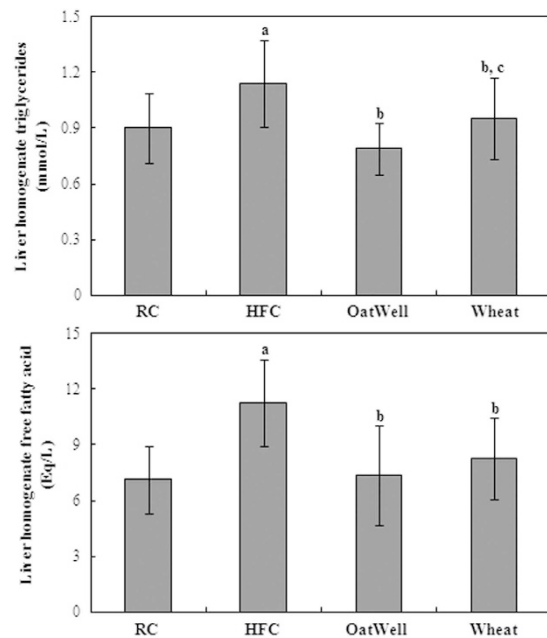 Liver homogenate triglycerides
(mmol/L)
1.5
1.2
0.9
0.6
0.3
0
a
b
b, c
RC HFC OatWell Wheat
Liver homogenate free fatty acid
(Eq/L)
15
12
9
6
3
0
a
b
b
RC HFC OatWell Wheat